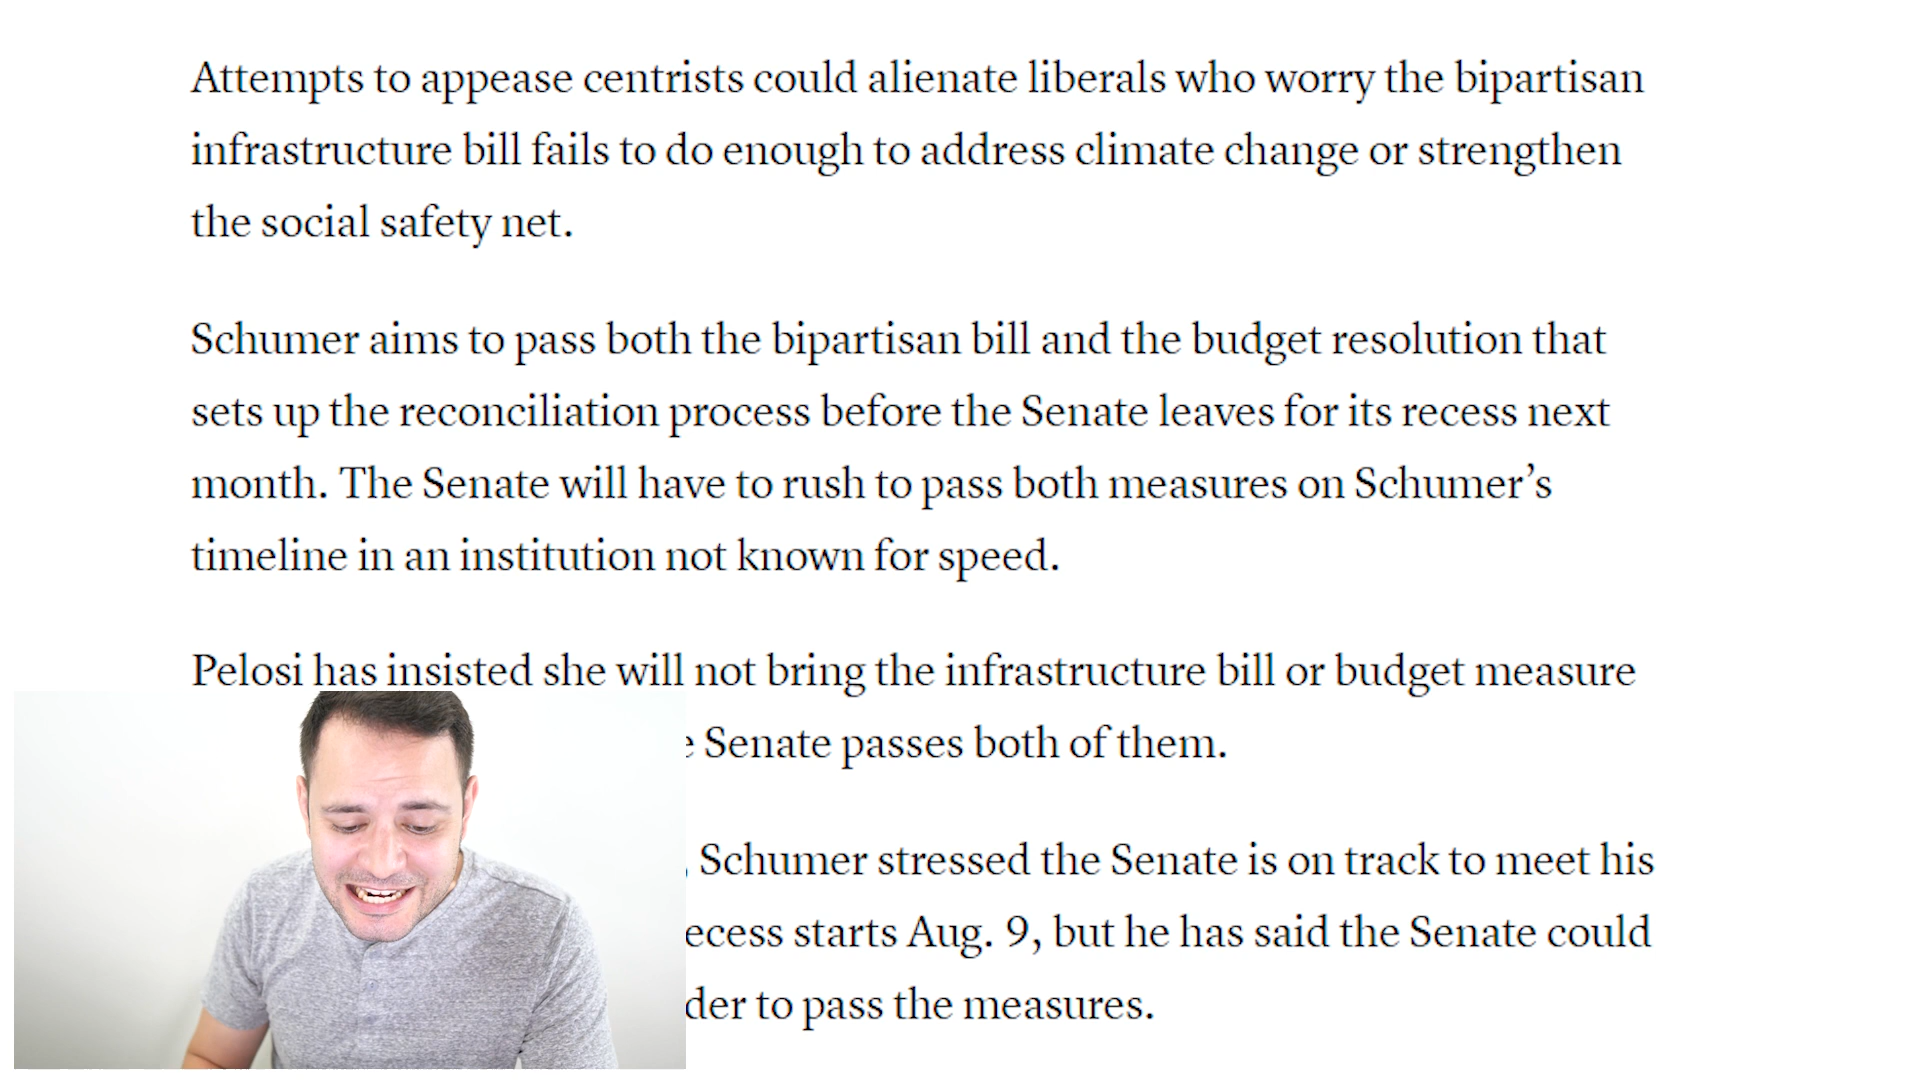 Attempts to appease centrists could alienate liberals who worry the bipartisan
infrastructure bill fails to do enough to address climate change or strengthen
the social safety net.
Schumer aims to pass both the bipartisan bill and the budget resolution that
sets up the reconciliation process before the Senate leaves for its recess next
month. The Senate will have to rush to pass both measures on Schumer’s
timeline in an institution not known for speed.
Pelosi has insisted she will not bring the infrastructure bill or budget measure
Senate passes both of them.
, Schumer stressed the Senate is on track to meet his
ecess starts Aug. 9, but he has said the Senate could
der to pass the measures.